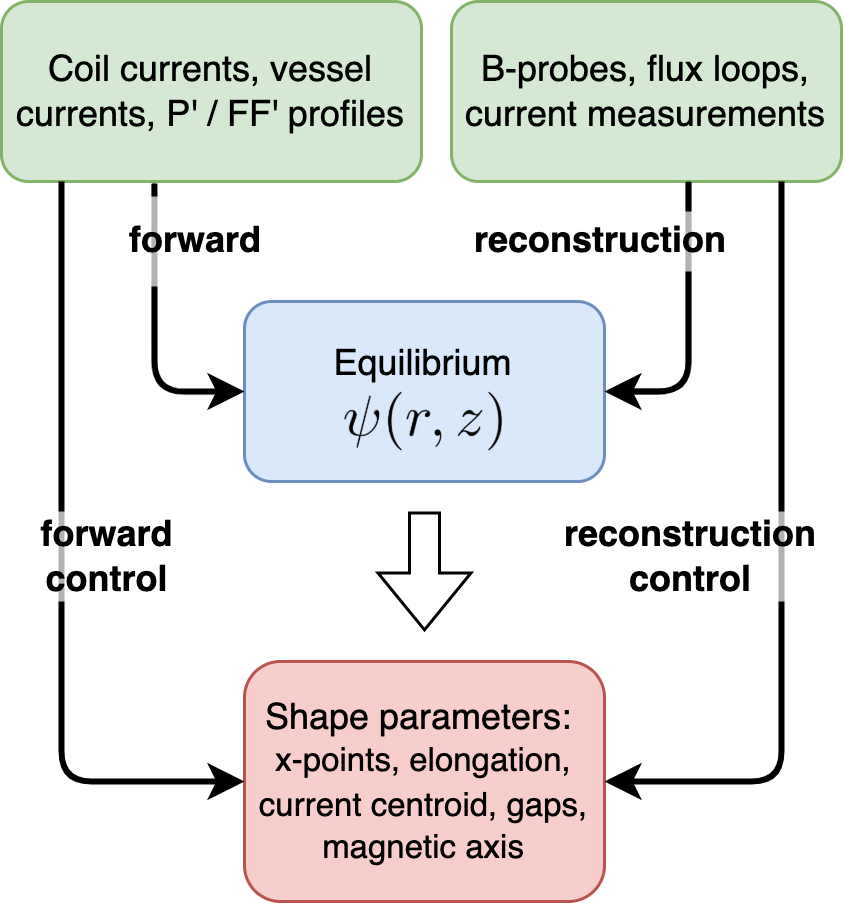 Coil currents, vessel
currents, P' / FF' profiles
B-probes, flux loops,
current measurements
forward
reconstruction
Equilibrium
ψ(r, z)
forward
control
reconstruction
control
Shape parameters:
x-points, elongation,
current centroid, gaps,
magnetic axis